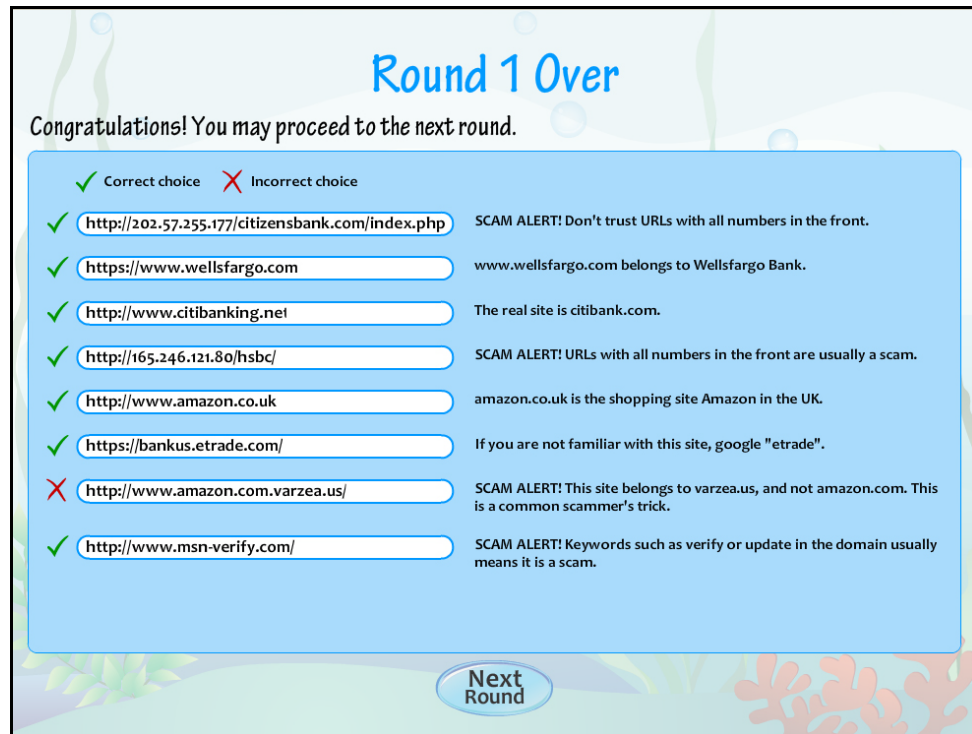 Round 1 Over
Congratulations! You may proceed to the next round.
Correct choice Incorrect choice
http://202.57.255.177/citizensbank.com/index.php SCAM ALERT! Don't trust URLs with all numbers in the front.
https://www.wellsfargo.com www.wellsfargo.com belongs to Wellsfargo Bank.
http://www.citibanking.net The real site is citibank.com.
http://165.246.121.80/hsbc/ SCAM ALERT! URLs with all numbers in the front are usually a scam.
http://www.amazon.co.uk amazon.co.uk is the shopping site Amazon in the UK.
https://bankus.etrade.com/ If you are not familiar with this site, google "etrade".
http://www.amazon.com.varzea.us/ SCAM ALERT! This site belongs to varzea.us, and not amazon.com. This
is a common scammer's trick.
http://www.msn-verify.com/ SCAM ALERT! Keywords such as verify or update in the domain usually
means it is a scam.
Next
Round